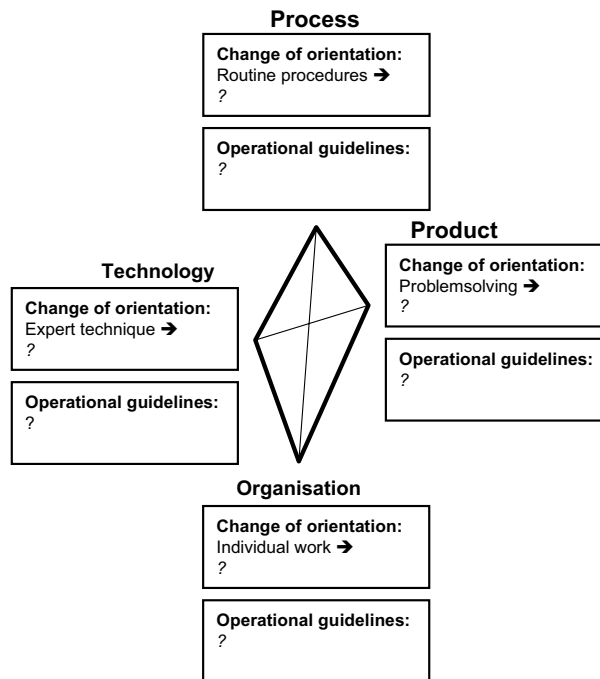 Process
Change of orientation:
Routine procedures ➔
?
Operational guidelines:
?
Product
Change of orientation:
Problemsolving ➔
?
Operational guidelines:
?
Technology
Change of orientation:
Expert technique ➔
?
Operational guidelines:
?
Organisation
Change of orientation:
Individual work ➔
?
Operational guidelines:
?